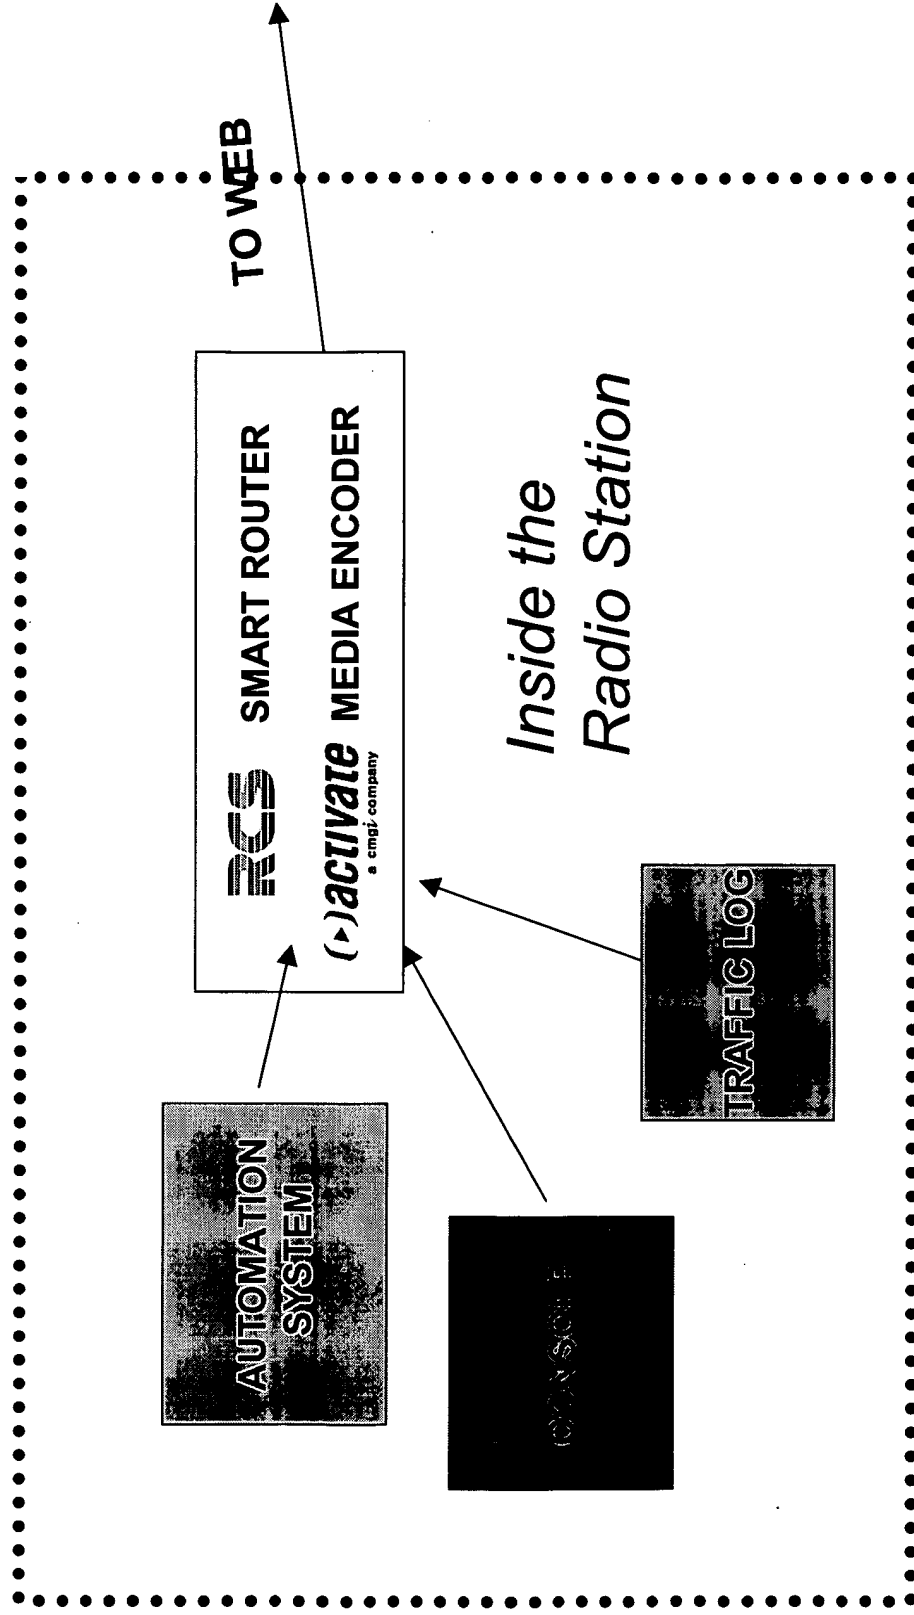 TO WEB
RCS SMART ROUTER
activate MEDIA ENCODER
a cmgi company
AUTOMATION
SYSTEM
Inside the
Radio Station
CONSOLE
TRAFFIC LOG